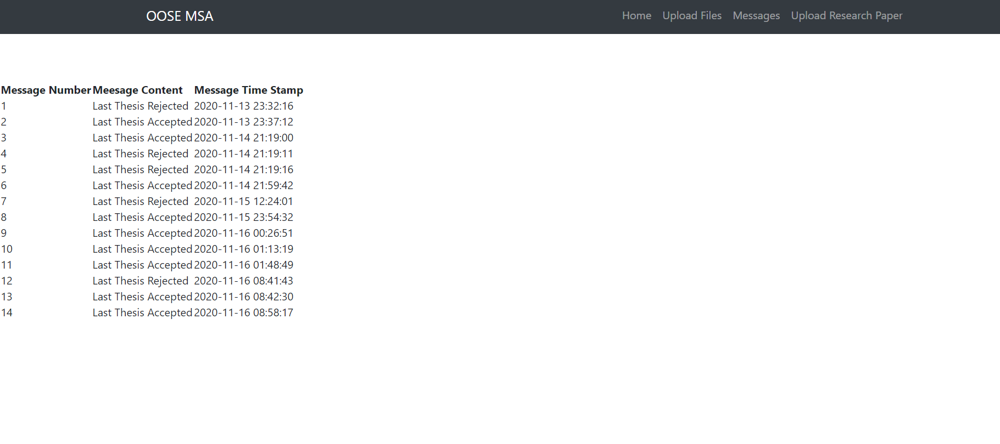 OOSE MSA Home Upload Files Messages Upload Research Paper
Message Number Meesage Content Message Time Stamp
1 Last Thesis Rejected 2020-11-13 23:32:16
2 Last Thesis Accepted 2020-11-13 23:37:12
3 Last Thesis Accepted 2020-11-14 21:19:00
4 Last Thesis Rejected 2020-11-14 21:19:11
5 Last Thesis Rejected 2020-11-14 21:19:16
6 Last Thesis Accepted 2020-11-14 21:59:42
7 Last Thesis Rejected 2020-11-15 12:24:01
8 Last Thesis Accepted 2020-11-15 23:54:32
9 Last Thesis Accepted 2020-11-16 00:26:51
10 Last Thesis Accepted 2020-11-16 01:13:19
11 Last Thesis Accepted 2020-11-16 01:48:49
12 Last Thesis Rejected 2020-11-16 08:41:43
13 Last Thesis Accepted 2020-11-16 08:42:30
14 Last Thesis Accepted 2020-11-16 08:58:17